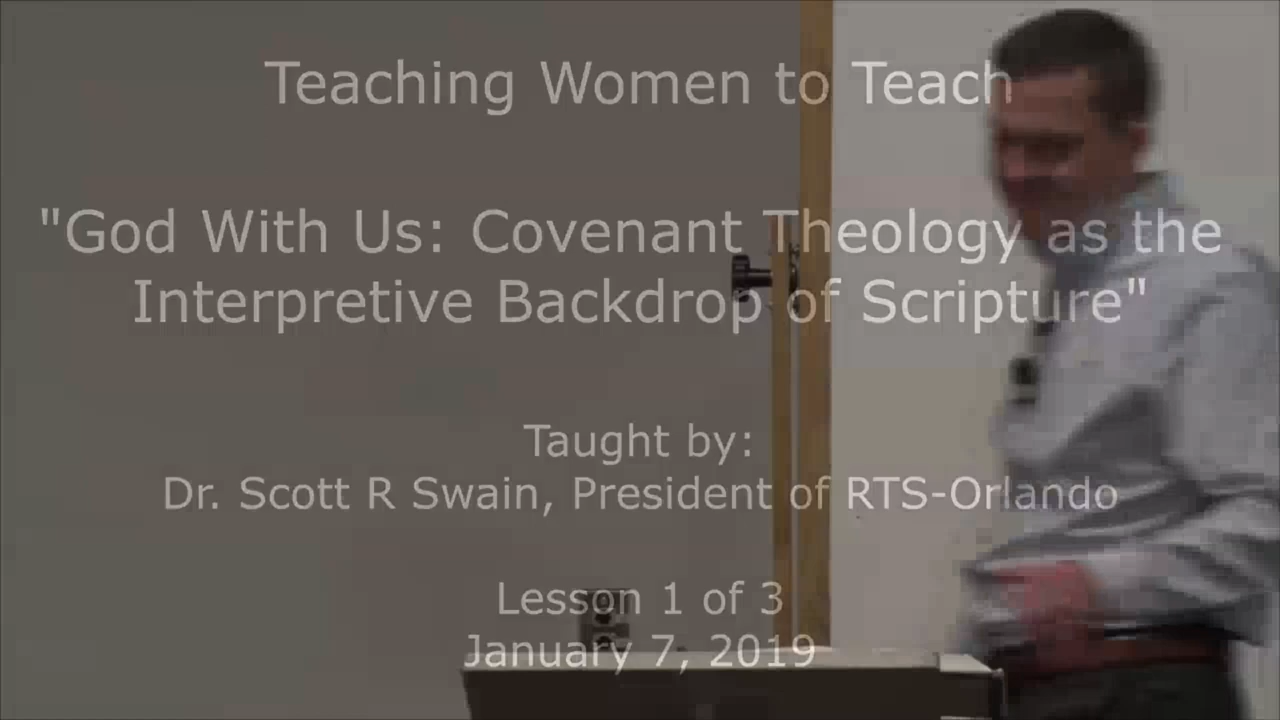 Teaching Women to Teach
"God With Us: Covenant Theology as the
Interpretive Backdrop of Scripture"
Taught by:
Dr. Scott R Swain, President of RTS-Orlando
Lesson 1 of 3
January 7, 2019